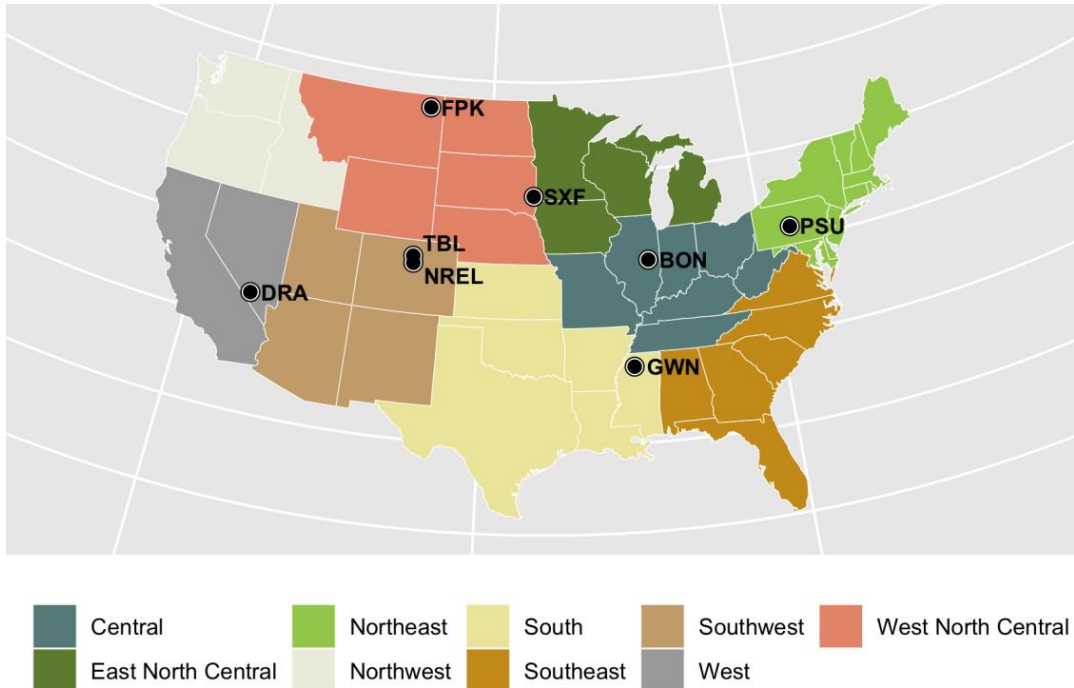 FPK
SXF
PSU
TBL
BON
NREL
DRA
GWN
Central
Northeast
South
Southwest
West North Central
East North Central
Northwest
Southeast
West